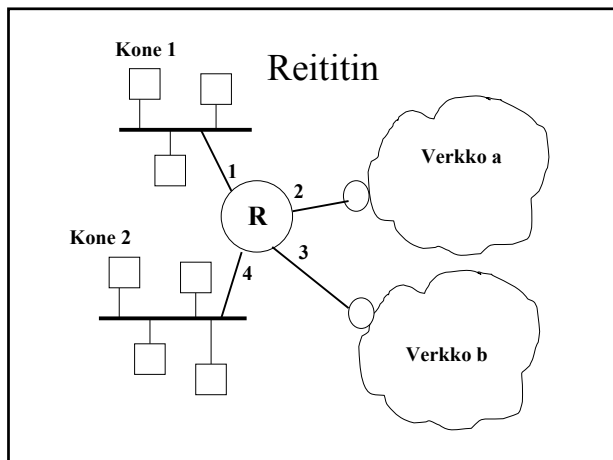 Reititin
Kone 1
Verkko a
1
2
R
Kone 2
4
3
Verkko b